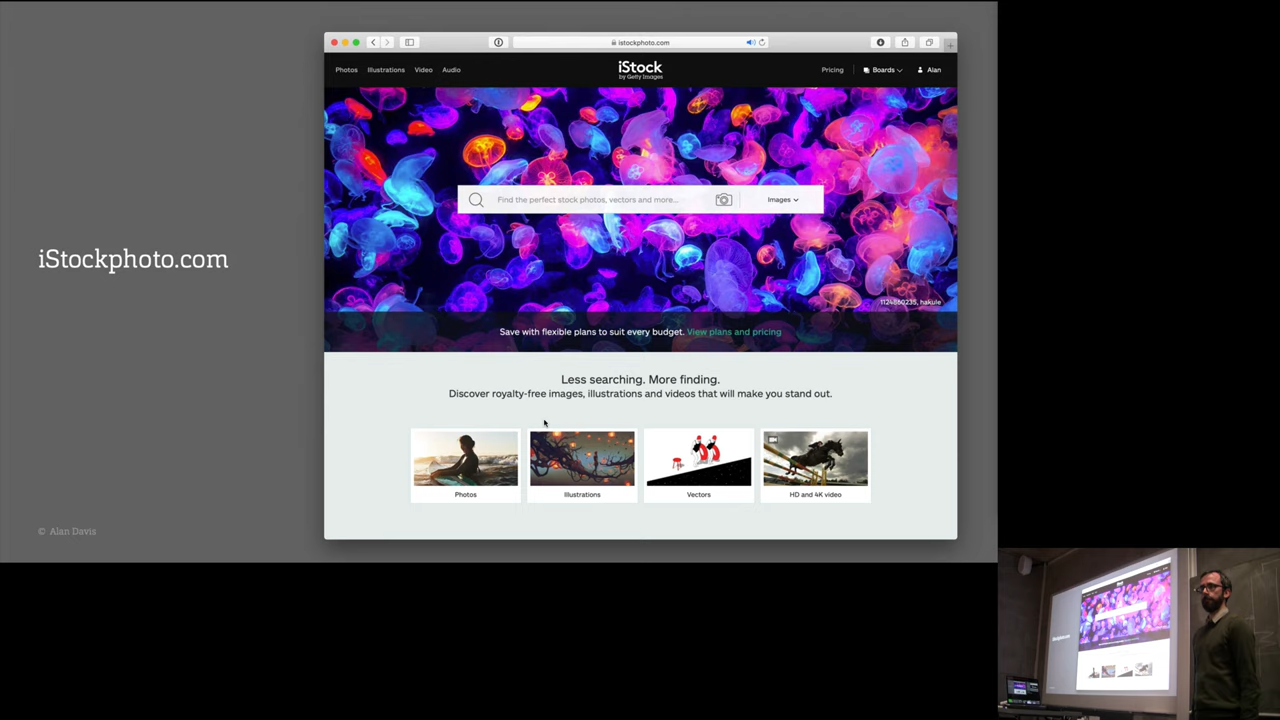 istockphoto.com
Photos Illustrations Video Audio
iStock
by Getty Images
Pricing Boards Alan
Find the perfect stock photos, vectors and more...
Images
iStockphoto.com
1124860235, hakule
Save with flexible plans to suit every budget. View plans and pricing
Less searching. More finding.
Discover royalty-free images, illustrations and videos that will make you stand out.
Photos
Illustrations
Vectors
HD and 4K video
© Alan Davis